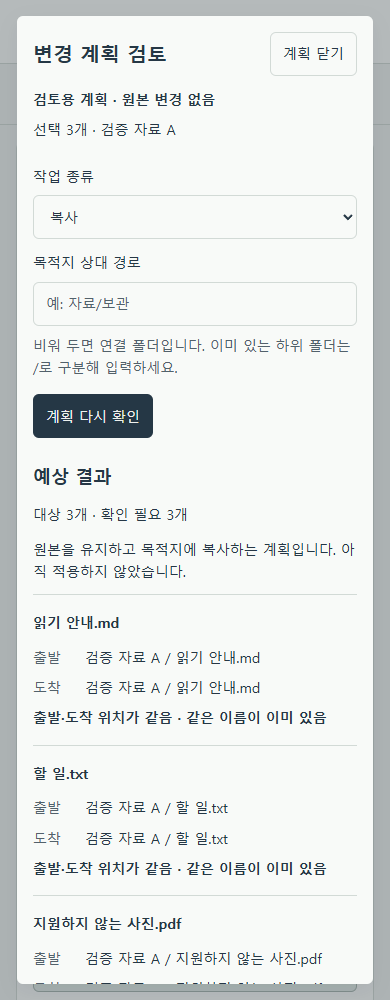 변경 계획 검토
계획 닫기
검토용 계획 · 원본 변경 없음
선택 3개 · 검증 자료 A
작업 종류
복사
목적지 상대 경로
예: 자료/보관
비워 두면 연결 폴더입니다. 이미 있는 하위 폴더는
/로 구분해 입력하세요.
계획 다시 확인
예상 결과
대상 3개 · 확인 필요 3개
원본을 유지하고 목적지에 복사하는 계획입니다. 아
직 적용하지 않았습니다.
읽기 안내.md
출발 검증 자료 A / 읽기 안내.md
도착 검증 자료 A / 읽기 안내.md
출발·도착 위치가 같음 · 같은 이름이 이미 있음
할 일.txt
출발 검증 자료 A / 할 일.txt
도착 검증 자료 A / 할 일.txt
출발·도착 위치가 같음 · 같은 이름이 이미 있음
지원하지 않는 사진.pdf
출발 검증 자료 A / 지원하지 않는 사진.pdf